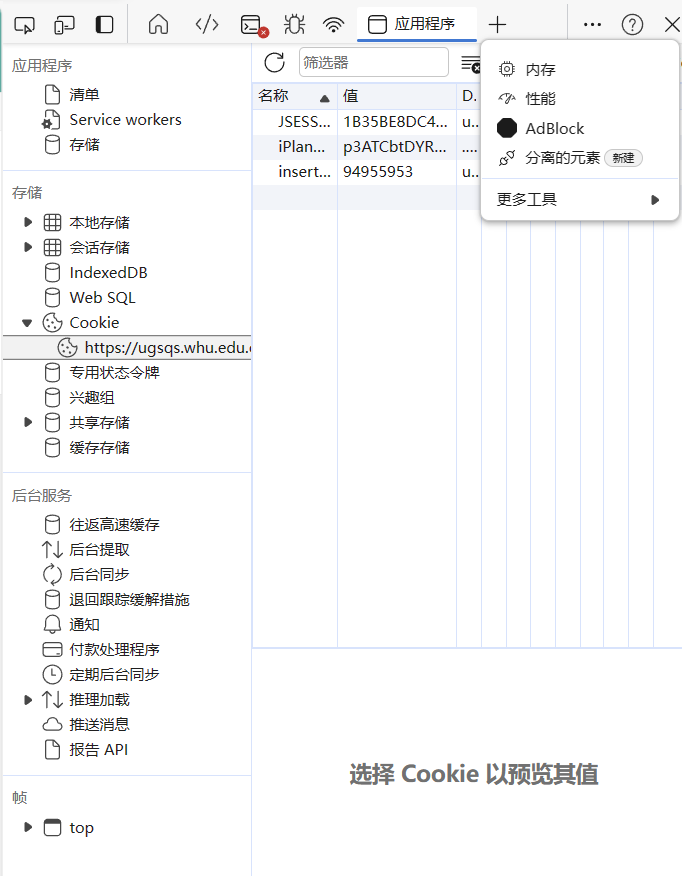 应用程序
应用程序
清单
Service workers
存储
存储
本地存储
会话存储
IndexedDB
Web SQL
Cookie
https://ugsqs.whu.edu.
专用状态令牌
兴趣组
共享存储
缓存存储
后台服务
往返高速缓存
后台提取
后台同步
退回跟踪缓解措施
通知
付款处理程序
定期后台同步
推理加载
推送消息
报告 API
帧
top
筛选器
名称 值 D.
JSESS... 1B35BE8DC4... u...
iPlan... p3ATCbtDYR... ....
insert... 94955953 u...
内存
性能
AdBlock
分离的元素 新建
更多工具
选择 Cookie 以预览其值